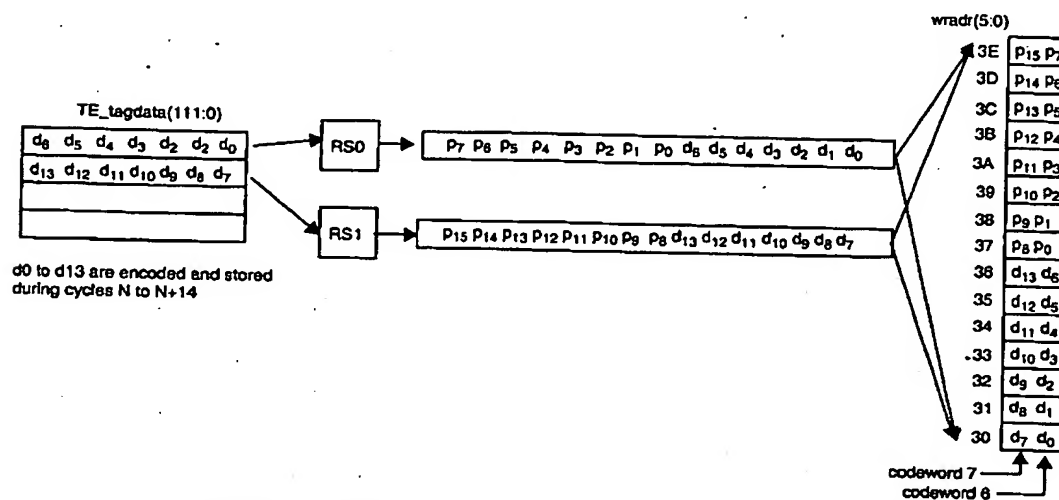 wradr(5:0)
TE_tagdata(111:0)
d6 d5 d4 d3 d2 d2 d0
d13 d12 d11 d10 d9 d8 d7
RS0
p7 p6 p5 p4 p3 p2 p1 p0 d6 d5 d4 d3 d2 d1 d0
RS1
p15 p14 p13 p12 p11 p10 p9 p8 d13 d12 d11 d10 d9 d8 d7
d0 to d13 are encoded and stored
during cycles N to N+14
3E p15 p7
3D p14 p6
3C p13 p5
3B p12 p4
3A p11 p3
39 p10 p2
38 p9 p1
37 p8 p0
38 d13 d6
35 d12 d5
34 d11 d4
33 d10 d3
32 d9 d2
31 d8 d1
30 d7 d0
codeword 7
codeword 6